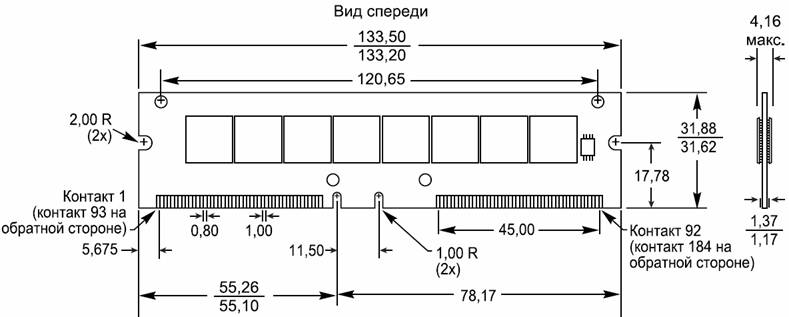 Вид спереди
133,50
133,20
4,16
макс.
120,65
2,00 R
(2x)
31,88
31,62
17,78
Контакт 1
(контакт 93 на
обратной стороне)
0,80
1,00
5,675
11,50
1,00 R
(2x)
45,00
Контакт 92
(контакт 184 на
обратной стороне)
1,37
1,17
55,26
55,10
78,17